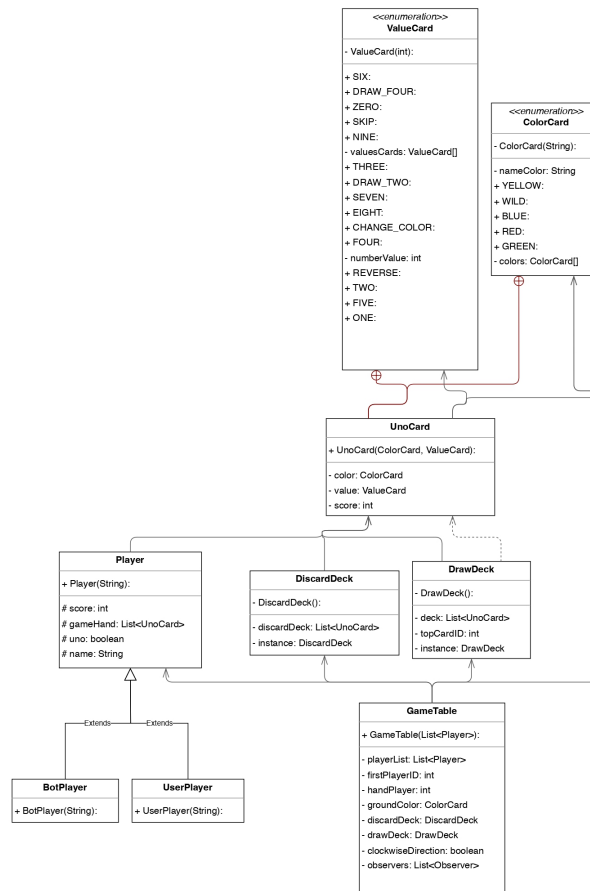 <<enumeration>>
ValueCard
- ValueCard(int):
+ SIX:
+ DRAW_FOUR:
+ ZERO:
+ SKIP:
+ NINE:
- valuesCards: ValueCard[]
+ THREE:
+ DRAW_TWO:
+ SEVEN:
+ EIGHT:
+ CHANGE_COLOR:
+ FOUR:
- numberValue: int
+ REVERSE:
+ TWO:
+ FIVE:
+ ONE:
<<enumeration>>
ColorCard
- ColorCard(String):
- nameColor: String
+ YELLOW:
+ WILD:
+ BLUE:
+ RED:
+ GREEN:
- colors: ColorCard[]
UnoCard
+ UnoCard(ColorCard, ValueCard):
- color: ColorCard
- value: ValueCard
- score: int
Player
+ Player(String):
# score: int
# gameHand: List<UnoCard>
# uno: boolean
# name: String
DiscardDeck
- DiscardDeck():
- discardDeck: List<UnoCard>
- instance: DiscardDeck
DrawDeck
- DrawDeck():
- deck: List<UnoCard>
- topCardID: int
- instance: DrawDeck
Extends
Extends
BotPlayer
+ BotPlayer(String):
UserPlayer
+ UserPlayer(String):
GameTable
+ GameTable(List<Player>):
- playerList: List<Player>
- firstPlayerID: int
- handPlayer: int
- groundColor: ColorCard
- discardDeck: DiscardDeck
- drawDeck: DrawDeck
- clockwiseDirection: boolean
- observers: List<Observer>